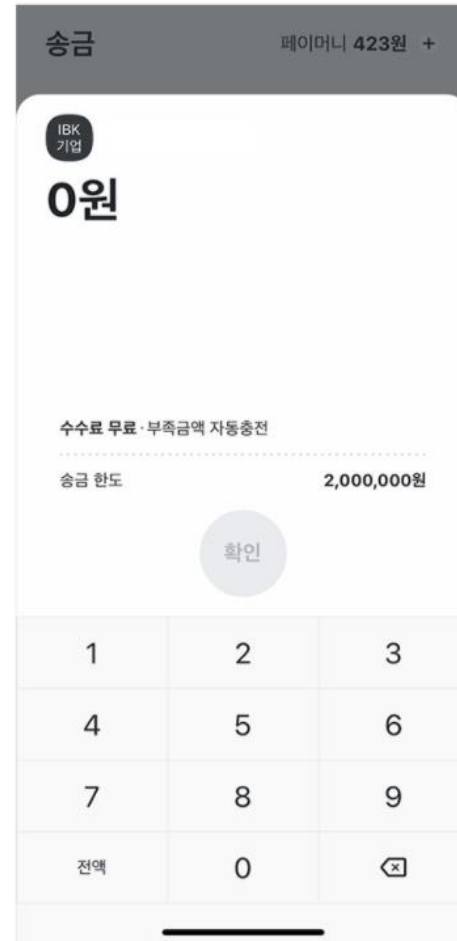 송금 페이머니 423원 +
IBK
기업
0원
수수료 무료 · 부족금액 자동충전
송금 한도 2,000,000원
확인
1 2 3
4 5 6
7 8 9
전액 0